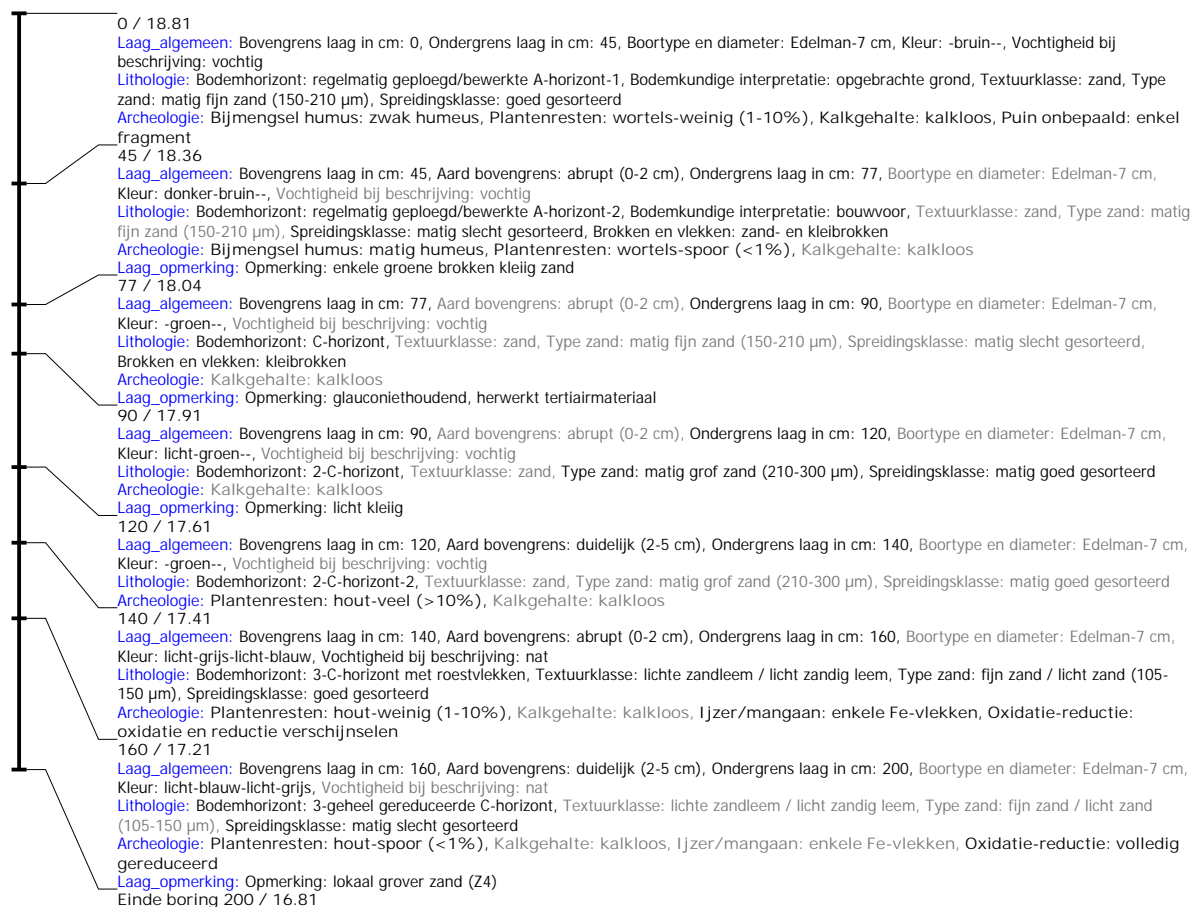 0 / 18.81
Laag_algemeen: Bovengrens laag in cm: 0, Ondergrens laag in cm: 45, Boortype en diameter: Edelman-7 cm, Kleur: -bruin--, Vochtigheid bij
beschrijving: vochtig
Lithologie: Bodemhorizont: regelmatig geploegd/bewerkte A-horizont-1, Bodemkundige interpretatie: opgebrachte grond, Textuurklasse: zand, Type
zand: matig fijn zand (150-210 µm), Spreidingsklasse: goed gesorteerd
Archeologie: Bijmengsel humus: zwak humeus, Plantenresten: wortels-weinig (1-10%), Kalkgehalte: kalkloos, Puin onbepaald: enkel
fragment
45 / 18.36
Laag_algemeen: Bovengrens laag in cm: 45, Aard bovengrens: abrupt (0-2 cm), Ondergrens laag in cm: 77, Boortype en diameter: Edelman-7 cm,
Kleur: donker-bruin--, Vochtigheid bij beschrijving: vochtig
Lithologie: Bodemhorizont: regelmatig geploegd/bewerkte A-horizont-2, Bodemkundige interpretatie: bouwvoor, Textuurklasse: zand, Type zand: matig
fijn zand (150-210 µm), Spreidingsklasse: matig slecht gesorteerd, Brokken en vlekken: zand- en kleibrokken
Archeologie: Bijmengsel humus: matig humeus, Plantenresten: wortels-spoor (<1%), Kalkgehalte: kalkloos
Laag_opmerking: Opmerking: enkele groene brokken kleiig zand
77 / 18.04
Laag_algemeen: Bovengrens laag in cm: 77, Aard bovengrens: abrupt (0-2 cm), Ondergrens laag in cm: 90, Boortype en diameter: Edelman-7 cm,
Kleur: -groen--, Vochtigheid bij beschrijving: vochtig
Lithologie: Bodemhorizont: C-horizont, Textuurklasse: zand, Type zand: matig fijn zand (150-210 µm), Spreidingsklasse: matig slecht gesorteerd,
Brokken en vlekken: kleibrokken
Archeologie: Kalkgehalte: kalkloos
Laag_opmerking: Opmerking: glauconiethoudend, herwerkt tertiairmateriaal
90 / 17.91
Laag_algemeen: Bovengrens laag in cm: 90, Aard bovengrens: abrupt (0-2 cm), Ondergrens laag in cm: 120, Boortype en diameter: Edelman-7 cm,
Kleur: licht-groen--, Vochtigheid bij beschrijving: vochtig
Lithologie: Bodemhorizont: 2-C-horizont, Textuurklasse: zand, Type zand: matig grof zand (210-300 µm), Spreidingsklasse: matig goed gesorteerd
Archeologie: Kalkgehalte: kalkloos
Laag_opmerking: Opmerking: licht kleiig
120 / 17.61
Laag_algemeen: Bovengrens laag in cm: 120, Aard bovengrens: duidelijk (2-5 cm), Ondergrens laag in cm: 140, Boortype en diameter: Edelman-7 cm,
Kleur: -groen--, Vochtigheid bij beschrijving: vochtig
Lithologie: Bodemhorizont: 2-C-horizont-2, Textuurklasse: zand, Type zand: matig grof zand (210-300 µm), Spreidingsklasse: matig goed gesorteerd
Archeologie: Plantenresten: hout-veel (>10%), Kalkgehalte: kalkloos
140 / 17.41
Laag_algemeen: Bovengrens laag in cm: 140, Aard bovengrens: abrupt (0-2 cm), Ondergrens laag in cm: 160, Boortype en diameter: Edelman-7 cm,
Kleur: licht-grijs-licht-blauw, Vochtigheid bij beschrijving: nat
Lithologie: Bodemhorizont: 3-C-horizont met roestvlekken, Textuurklasse: lichte zandleem / licht zandig leem, Type zand: fijn zand / licht zand (105-
150 µm), Spreidingsklasse: goed gesorteerd
Archeologie: Plantenresten: hout-weinig (1-10%), Kalkgehalte: kalkloos, Ijzer/mangaan: enkele Fe-vlekken, Oxidatie-reductie:
oxidatie en reductie verschijnselen
160 / 17.21
Laag_algemeen: Bovengrens laag in cm: 160, Aard bovengrens: duidelijk (2-5 cm), Ondergrens laag in cm: 200, Boortype en diameter: Edelman-7 cm,
Kleur: licht-blauw-licht-grijs, Vochtigheid bij beschrijving: nat
Lithologie: Bodemhorizont: 3-geheel gereduceerde C-horizont, Textuurklasse: lichte zandleem / licht zandig leem, Type zand: fijn zand / licht zand
(105-150 µm), Spreidingsklasse: matig slecht gesorteerd
Archeologie: Plantenresten: hout-spoor (<1%), Kalkgehalte: kalkloos, Ijzer/mangaan: enkele Fe-vlekken, Oxidatie-reductie: volledig
gereduceerd
Laag_opmerking: Opmerking: lokaal grover zand (Z4)
Einde boring 200 / 16.81